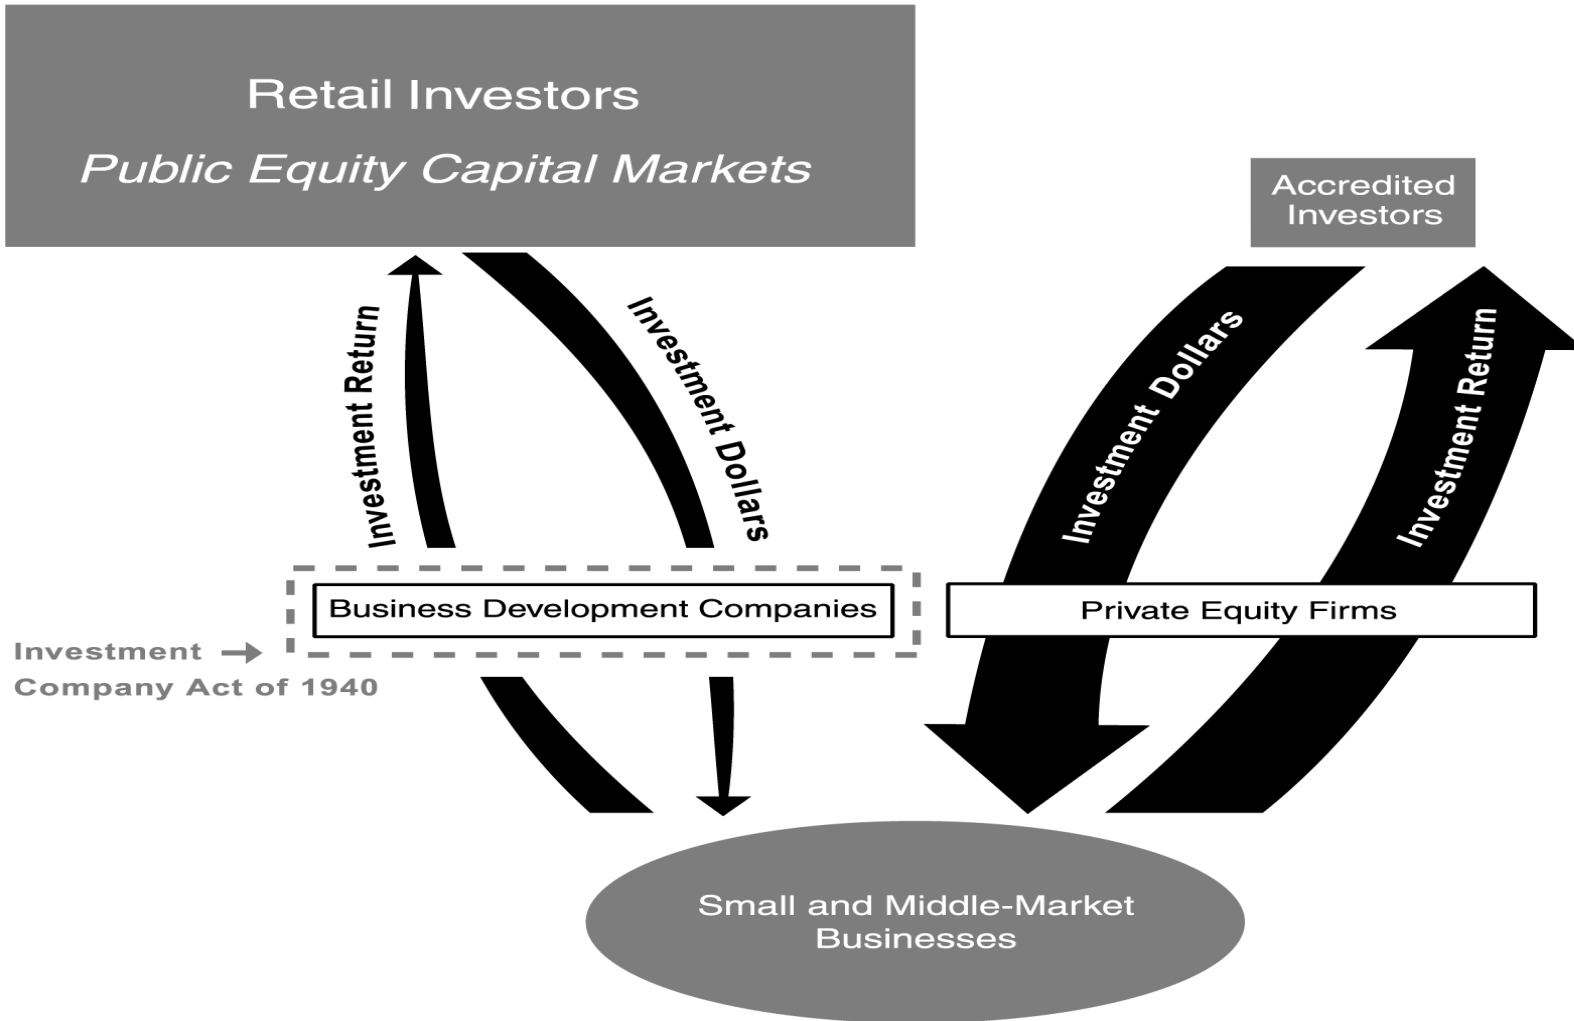 Retail Investors
Public Equity Capital Markets
Accredited
Investors
Investment Return
Investment Dollars
Investment Dollars
Investment Return
Business Development Companies
Private Equity Firms
Investment →
Company Act of 1940
Small and Middle-Market
Businesses